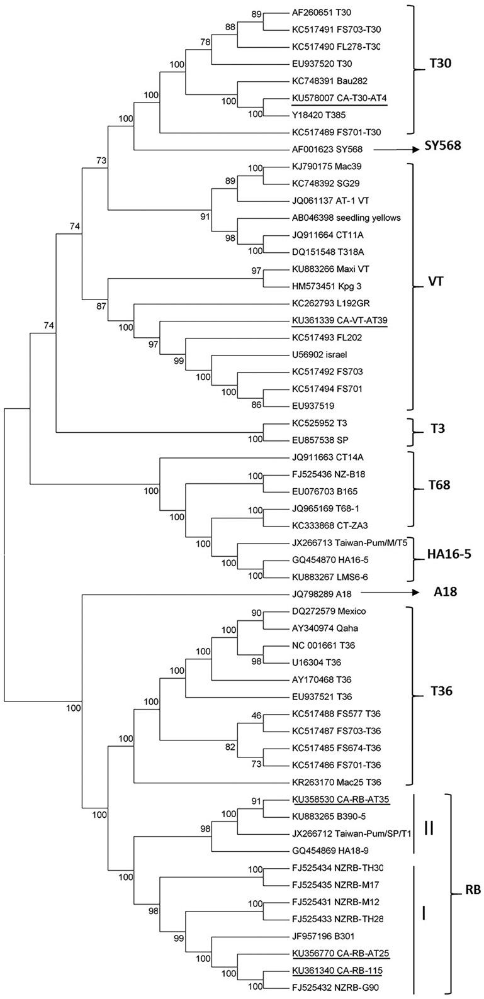 89
AF260651 T30
KC517491 FS703-T30
88
KC517490 FL278-T30
78
EU937520 T30
100
T30
KC748391 Bau282
100
KU578007 CA-T30-AT4
100
Y18420 T385
100
KC517489 FS701-T30
100
AF001623 SY568
SY568
73
KJ790175 Mac39
100
KC748392 SG29
89
JQ061137 AT-1 VT
91
AB046398 seedling yellows
98
JQ911664 CT11A
100
DQ151548 T318A
74
KU883266 Maxi VT
97
HM573451 Kpg 3
VT
87
KC262793 L192GR
100
KU361339 CA-VT-AT39
97
KC517493 FL202
99
U56902 israel
100
KC517492 FS703
100
KC517494 FS701
86
EU937519
74
KC525952 T3
100
EU857538 SP
T3
JQ911663 CT14A
100
FJ525436 NZ-B18
100
EU076703 B165
T68
100
JQ965169 T68-1
100
KC333868 CT-ZA3
100
JX266713 Taiwan-Pum/M/T5
100
GQ454870 HA16-5
HA16-5
100
KU883267 LMS6-6
JQ798289 A18
A18
DQ272579 Mexico
90
AY340974 Qaha
100
NC 001661 T36
98
U16304 T36
100
AY170468 T36
100
EU937521 T36
T36
100
KC517488 FS577 T36
46
KC517487 FS703-T36
82
KC517485 FS674-T36
73
KC517486 FS701-T36
100
KR263170 Mac25 T36
100
100
KU358530 CA-RB-AT35
91
KU883265 B390-5
100
JX266712 Taiwan-Pum/SP/T1
98
GQ454869 HA18-9
II
100
FJ525434 NZRB-TH30
100
FJ525435 NZRB-M17
98
FJ525431 NZRB-M12
100
FJ525433 NZRB-TH28
99
I
RB
JF957196 B301
100
KU356770 CA-RB-AT25
100
KU361340 CA-RB-115
100
FJ525432 NZRB-G90